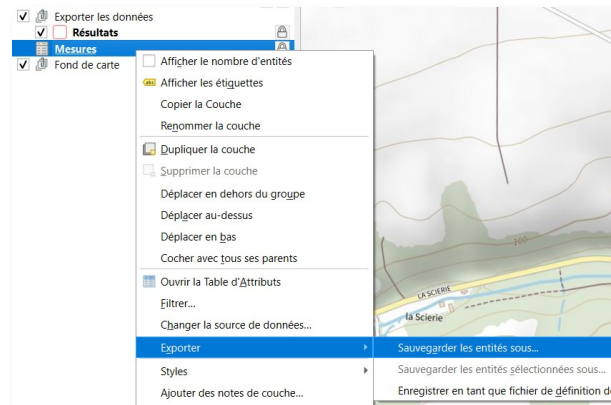 Exporter les données
Résultats
Mesures
Fond de carte
Afficher le nombre d'entités
abc Afficher les étiquettes
Copier la Couche
Renommer la couche
Dupliquer la couche
Supprimer la couche
Déplacer en dehors du groupe
Déplacer au-dessus
Déplacer en bas
Cocher avec tous ses parents
Ouvrir la Table d'Attributs
Filtrer...
Changer la source de données...
Exporter
Styles
Ajouter des notes de couche...
Sauvegarder les entités sous...
Sauvegarder les entités sélectionnées sous...
Enregistrer en tant que fichier de définition de
100
LA SCIERIE
la Scierie